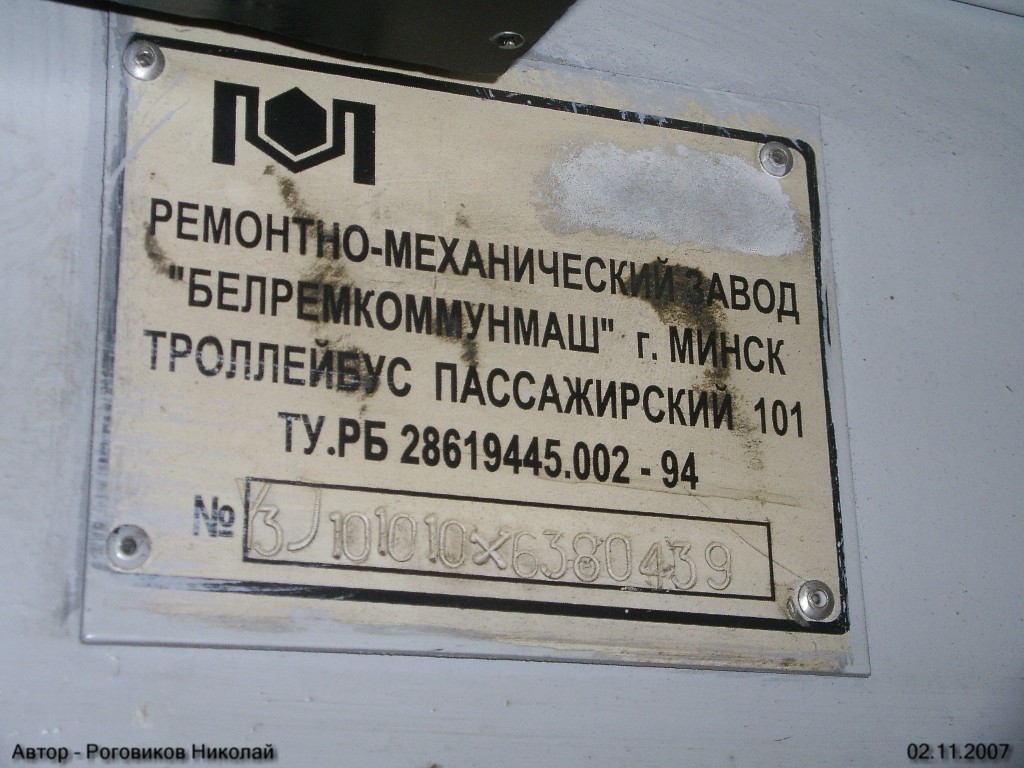 РЕМОНТНО-МЕХАНИЧЕСКИЙ ЗАВОД
"БЕЛРЕМКОММУНМАШ" г. МИНСК
ТРОЛЛЕЙБУС ПАССАЖИРСКИЙ 101
ТУ.РБ 28619445.002 - 94
№ У3J101010X6380439
Автор - Роговиков Николай
02.11.2007